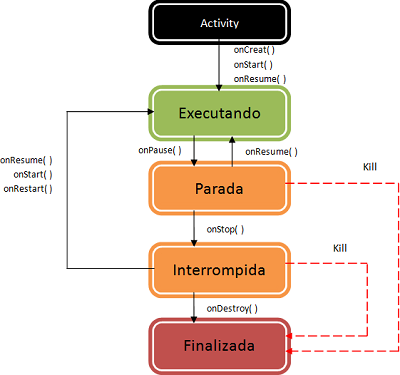 Activity
onCreat( )
onStart( )
onResume( )
Executando
onPause( )
onResume( )
onResume( )
onStart( )
onRestart( )
Kill
Parada
onStop( )
Kill
Interrompida
onDestroy( )
Finalizada